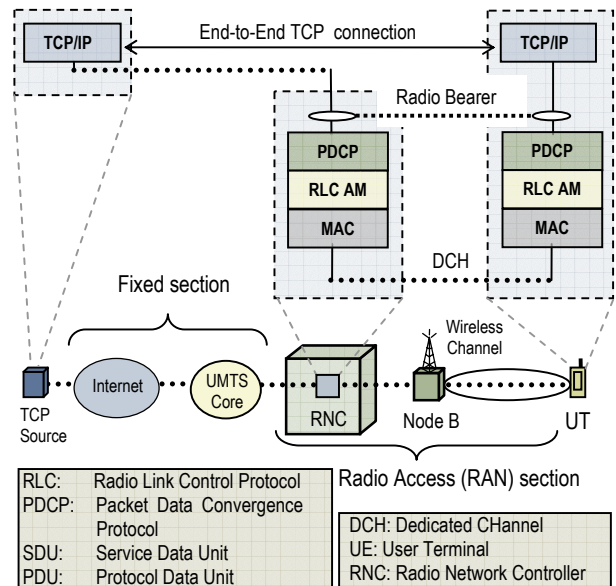 TCP/IP
End-to-End TCP connection
TCP/IP
Radio Bearer
PDCP
PDCP
RLC AM
RLC AM
MAC
MAC
DCH
Fixed section
Wireless
Channel
Internet
UMTS
Core
TCP
Source
RNC
Node B
UT
Radio Access (RAN) section
RLC: Radio Link Control Protocol
PDCP: Packet Data Convergence
Protocol
SDU: Service Data Unit
PDU: Protocol Data Unit
DCH: Dedicated CHannel
UE: User Terminal
RNC: Radio Network Controller